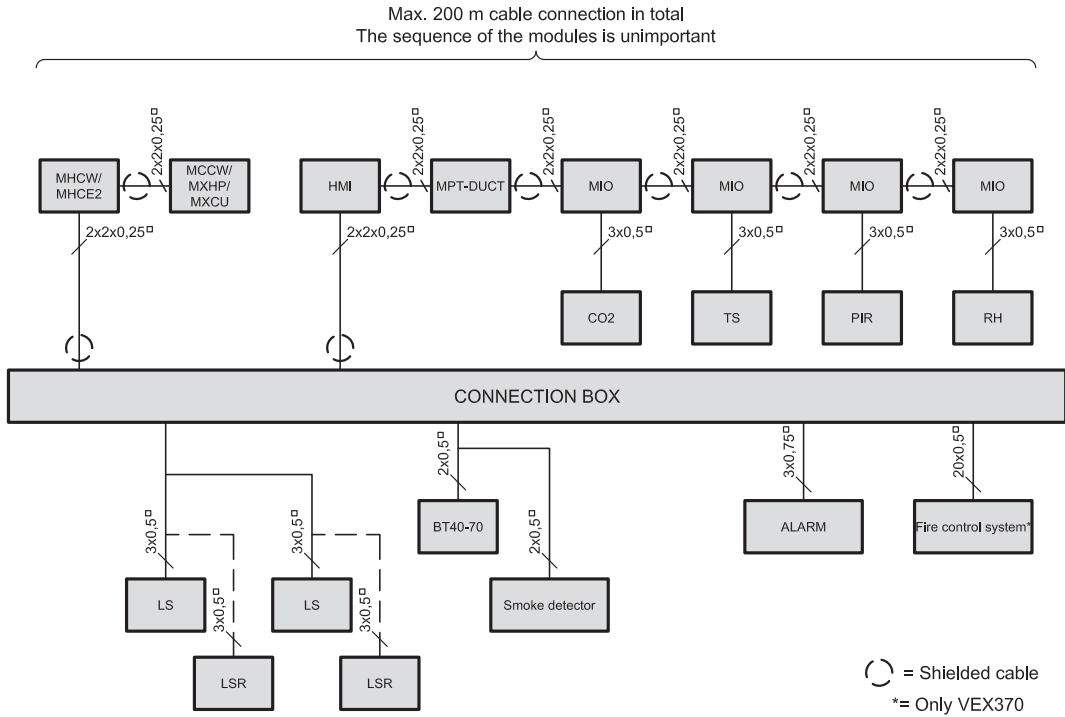 Max. 200 m cable connection in total
The sequence of the modules is unimportant
2x2x0,25□
2x2x0,25□
2x2x0,25□
2x2x0,25□
2x2x0,25□
2x2x0,25□
MHCW/
MHCE2
MCCW/
MXHP/
MXCU
HMI
MPT-DUCT
MIO
MIO
MIO
MIO
2x2x0,25□
2x2x0,25□
3x0,5□
3x0,5□
3x0,5□
3x0,5□
CO2
TS
PIR
RH
CONNECTION BOX
2x0,5□
3x0,75□
20x0,5□
BT40-70
ALARM
Fire control system*
3x0,5□
3x0,5□
2x0,5□
LS
LS
Smoke detector
3x0,5□
3x0,5□
LSR
LSR
= Shielded cable
*= Only VEX370